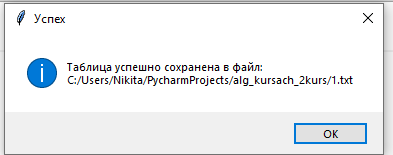 Успех
Таблица успешно сохранена в файл:
C:/Users/Nikita/PycharmProjects/alg_kursach_2kurs/1.txt
OK